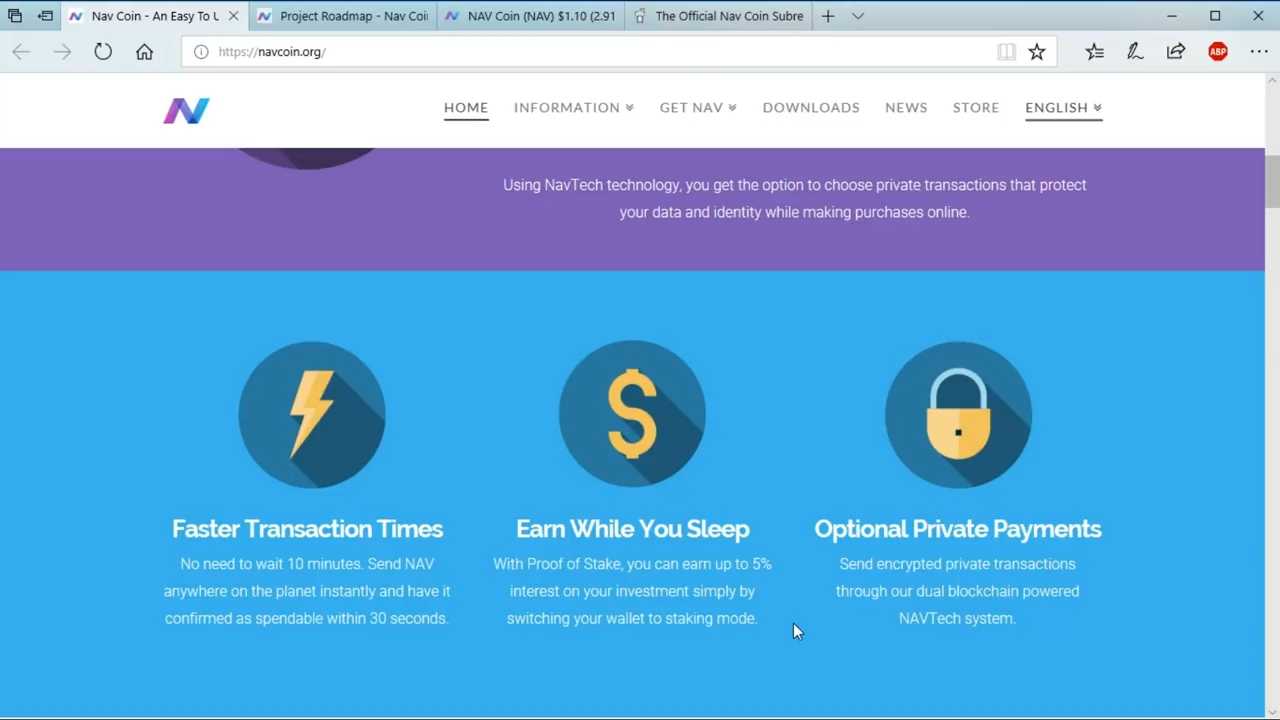 Nav Coin - An Easy To U
Project Roadmap - Nav Coi
NAV Coin (NAV) $1.10 (2.91
The Official Nav Coin Subre
https://navcoin.org/
ABP
HOME
INFORMATION
GET NAV
DOWNLOADS
NEWS
STORE
ENGLISH
Using NavTech technology, you get the option to choose private transactions that protect
your data and identity while making purchases online.
Faster Transaction Times
No need to wait 10 minutes. Send NAV
anywhere on the planet instantly and have it
confirmed as spendable within 30 seconds.
Earn While You Sleep
With Proof of Stake, you can earn up to 5%
interest on your investment simply by
switching your wallet to staking mode.
Optional Private Payments
Send encrypted private transactions
through our dual blockchain powered
NAVTech system.